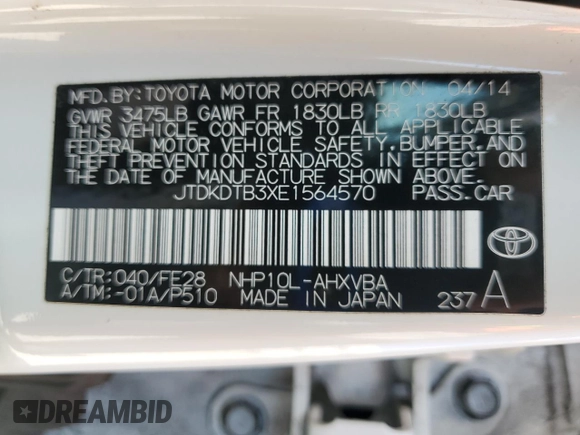 MFD. BY: TOYOTA MOTOR CORPORATION 04/14
GVWR 3475LB GAWR FR 1830LB RR 1830LB
THIS VEHICLE CONFORMS TO ALL APPLICABLE
FEDERAL MOTOR VEHICLE SAFETY, BUMPER, AND
THEFT PREVENTION STANDARDS IN EFFECT ON
THE DATE OF MANUFACTURE SHOWN ABOVE.
JTDKDTB3XE1564570 PASS. CAR
C/TR: 040/FE28 NHP10L-AHXVBA
A/TM: -01A/P510 MADE IN JAPAN 237 A
TOYOTA
DREAMBID